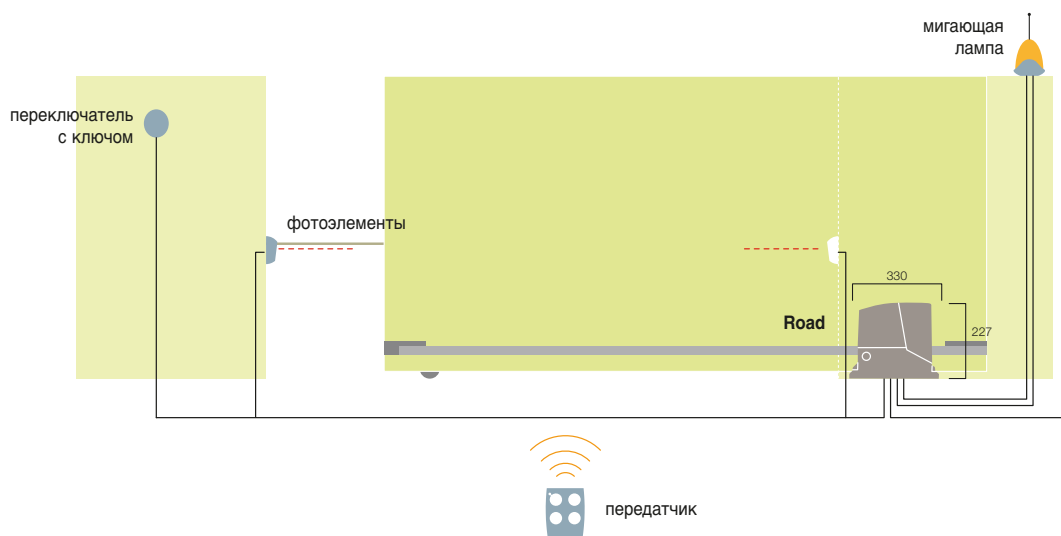 мигающая
лампа
переключатель
с ключом
фотоэлементы
330
Road
227
передатчик